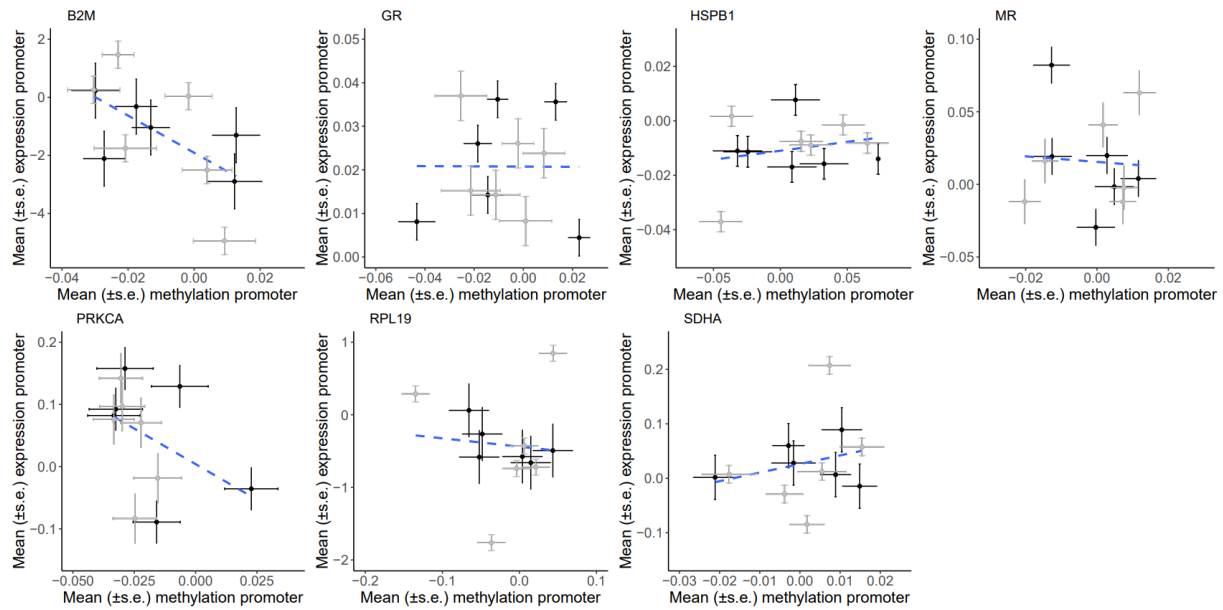 B2M
GR
HSPB1
MR
Mean (±s.e.) expression promoter
2
0
−2
−4
−0.04
−0.02
0.00
0.02
Mean (±s.e.) methylation promoter
Mean (±s.e.) expression promoter
0.05
0.04
0.03
0.02
0.01
0.00
−0.06
−0.04
−0.02
0.00
0.02
Mean (±s.e.) methylation promoter
Mean (±s.e.) expression promoter
0.02
0.00
−0.02
−0.04
−0.05
0.00
0.05
Mean (±s.e.) methylation promoter
Mean (±s.e.) expression promoter
0.10
0.05
0.00
−0.05
−0.02
0.00
0.02
Mean (±s.e.) methylation promoter
PRKCA
RPL19
SDHA
Mean (±s.e.) expression promoter
0.2
0.1
0.0
−0.1
−0.050
−0.025
0.000
0.025
Mean (±s.e.) methylation promoter
Mean (±s.e.) expression promoter
1
0
−1
−2
−0.2
−0.1
0.0
0.1
Mean (±s.e.) methylation promoter
Mean (±s.e.) expression promoter
0.2
0.1
0.0
−0.1
−0.03
−0.02
−0.01
0.00
0.01
0.02
Mean (±s.e.) methylation promoter